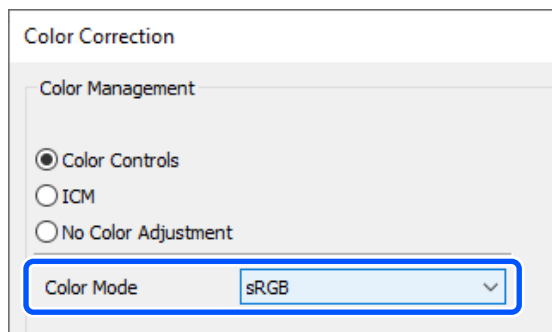 Color Correction
Color Management
Color Controls
ICM
No Color Adjustment
Color Mode sRGB